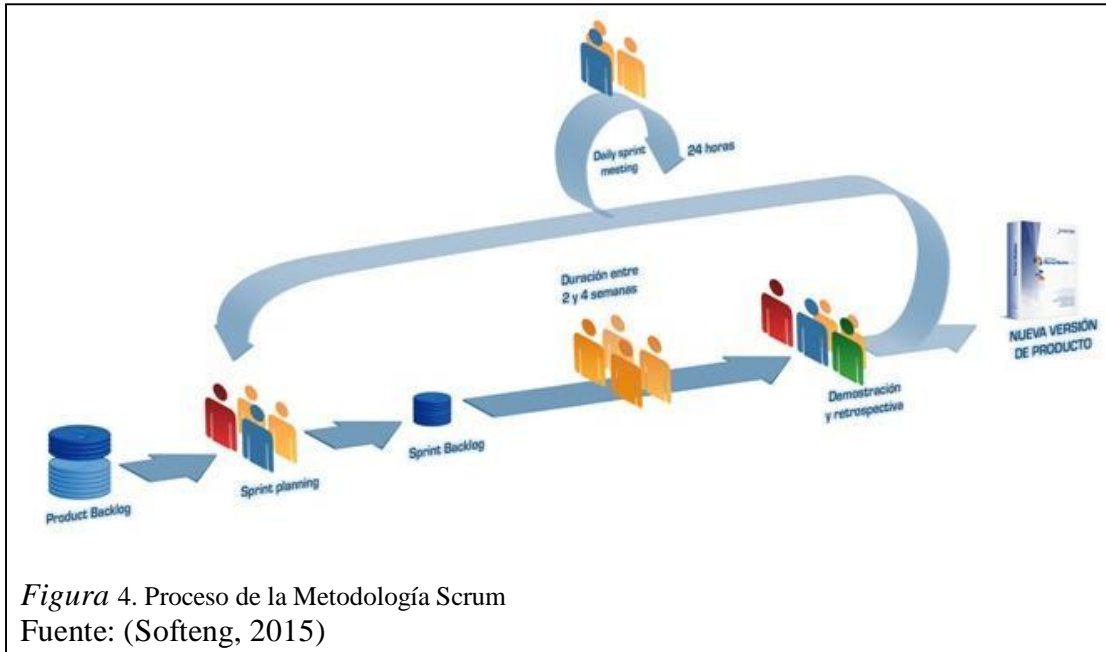 Daily sprint
meeting
24 horas
Duración entre
2 y 4 semanas
NUEVA VERSIÓN
DE PRODUCTO
Demostración
y retrospectiva
Sprint Backlog
Sprint planning
Product Backlog
Figura 4. Proceso de la Metodología Scrum
Fuente: (Softeng, 2015)